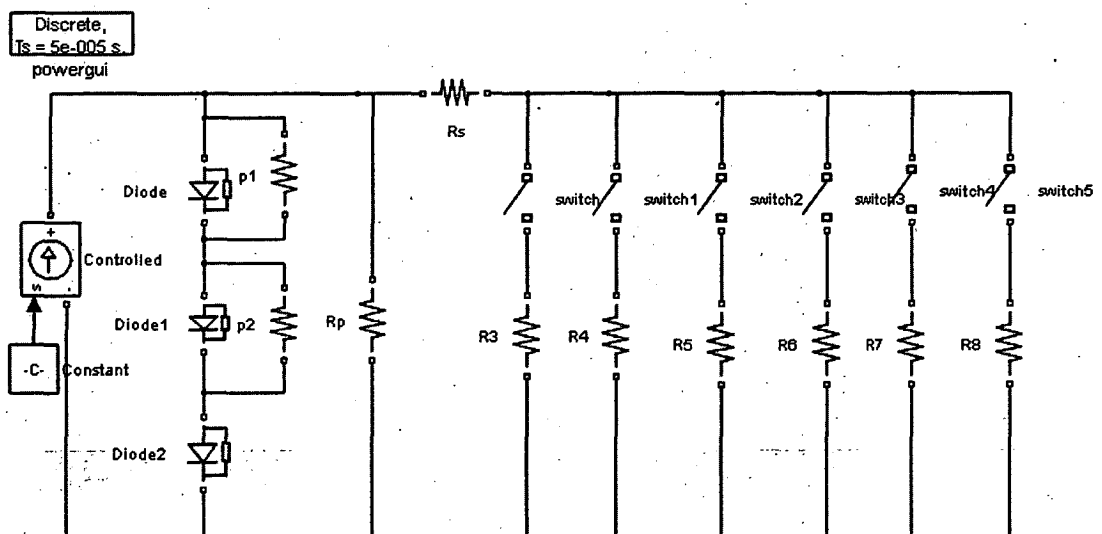 Discrete,
Ts = 5e-005 s.
powergui
Rs
Diode
p1
switch
switch1
switch2
switch3
switch4
switch5
+
s
-
Controlled
Diode1
p2
Rp
R3
R4
R5
R6
R7
R8
-C-
Constant
Diode2